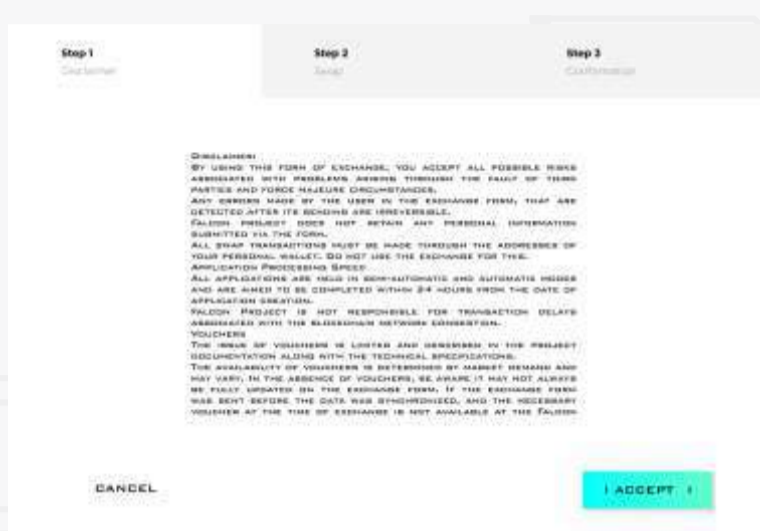 Step 1
Step 2
Step 3
Disclaimer
Swap
Confirmation
Disclaimer
By using this form of exchange, you accept all possible risks
associated with problems arising through the fault of third
parties and force majeure circumstances.
Any errors made by the user in the exchange form, that are
detected after its sending are irreversible.
Falcon Project does not retain any personal information
submitted via the form.
All swap transactions must be made through the addresses of
your personal wallet. Do not use the exchange for this.
Application Processing Speed
All applications are held in semi-automatic and automatic modes
and are aimed to be completed within 24 hours from the date of
application creation.
Falcon Project is not responsible for transaction delays
associated with the blockchain network congestion.
Vouchers
The issue of vouchers is limited and described in the project
documentation along with the technical specifications.
The availability of vouchers is determined by market demand and
may vary. In the absence of vouchers, be aware it may not always
be fully updated on the exchange form. If the exchange form
was sent before the data was synchronized, and the necessary
voucher at the time of exchange is not available at the Falcon
CANCEL
I ACCEPT